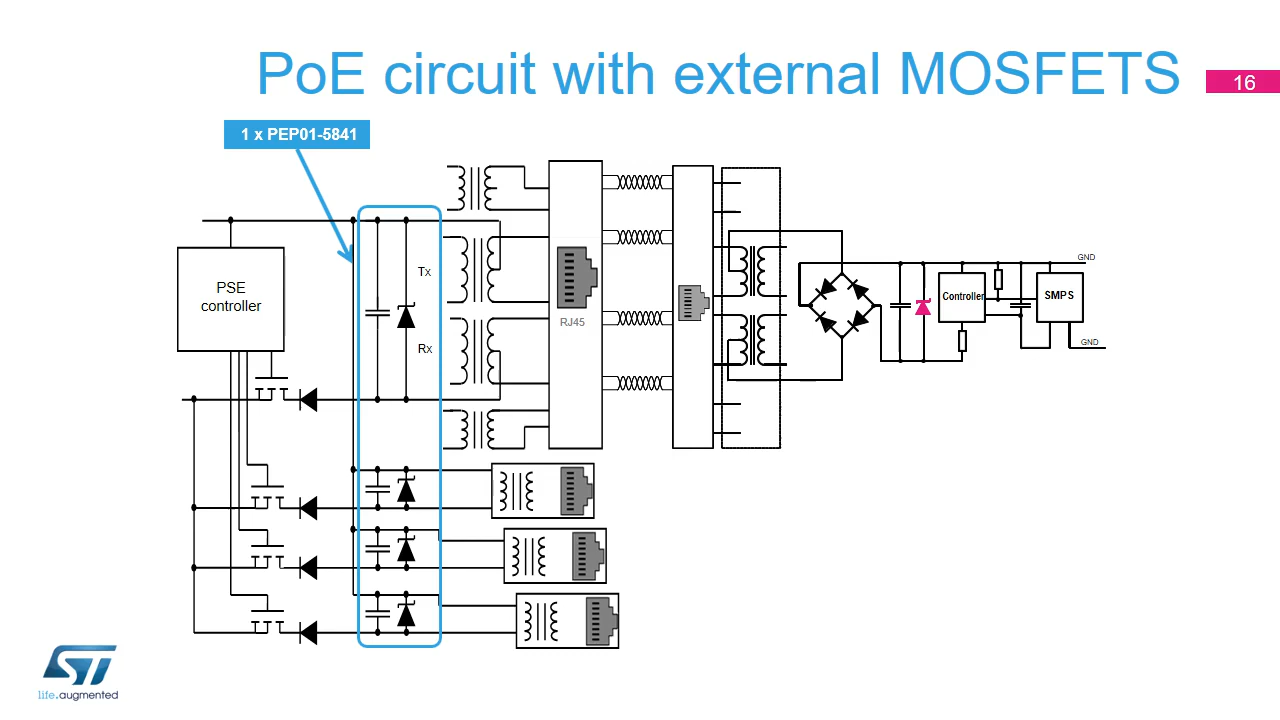 PoE circuit with external MOSFETS
16
1 x PEP01-5841
PSE
controller
Tx
Rx
RJ45
GND
Controller
SMPS
GND
ST
life.augmented